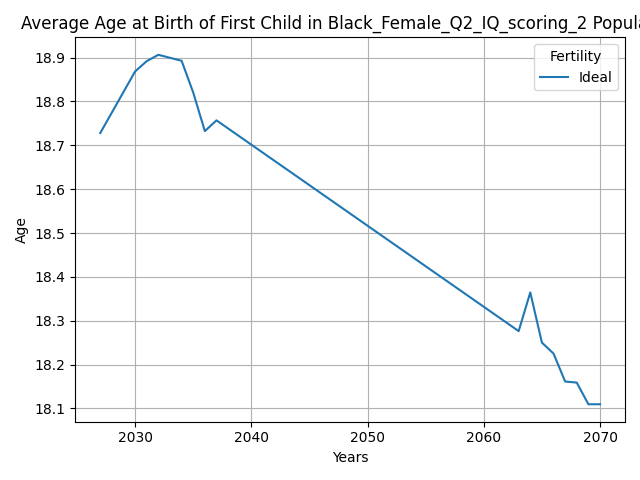 Average Age at Birth of First Child in Black_Female_Q2_IQ_scoring_2 Popula
Fertility
Ideal
18.9
18.8
18.7
18.6
18.5
18.4
18.3
18.2
18.1
Age
2030 2040 2050 2060 2070
Years